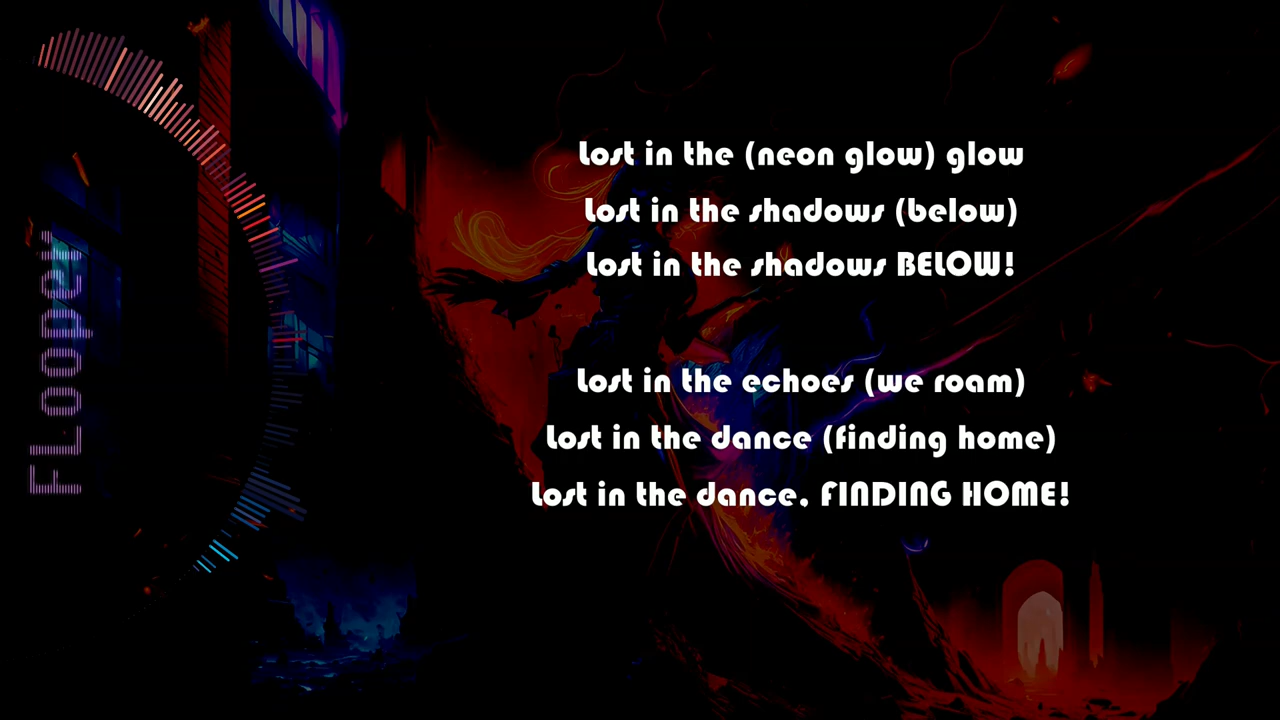 Lost in the (neon glow) glow
Lost in the shadows (below)
Lost in the shadows BELOW!
Lost in the echoes (we roam)
Lost in the dance (finding home)
Lost in the dance, FINDING HOME!
FLooper